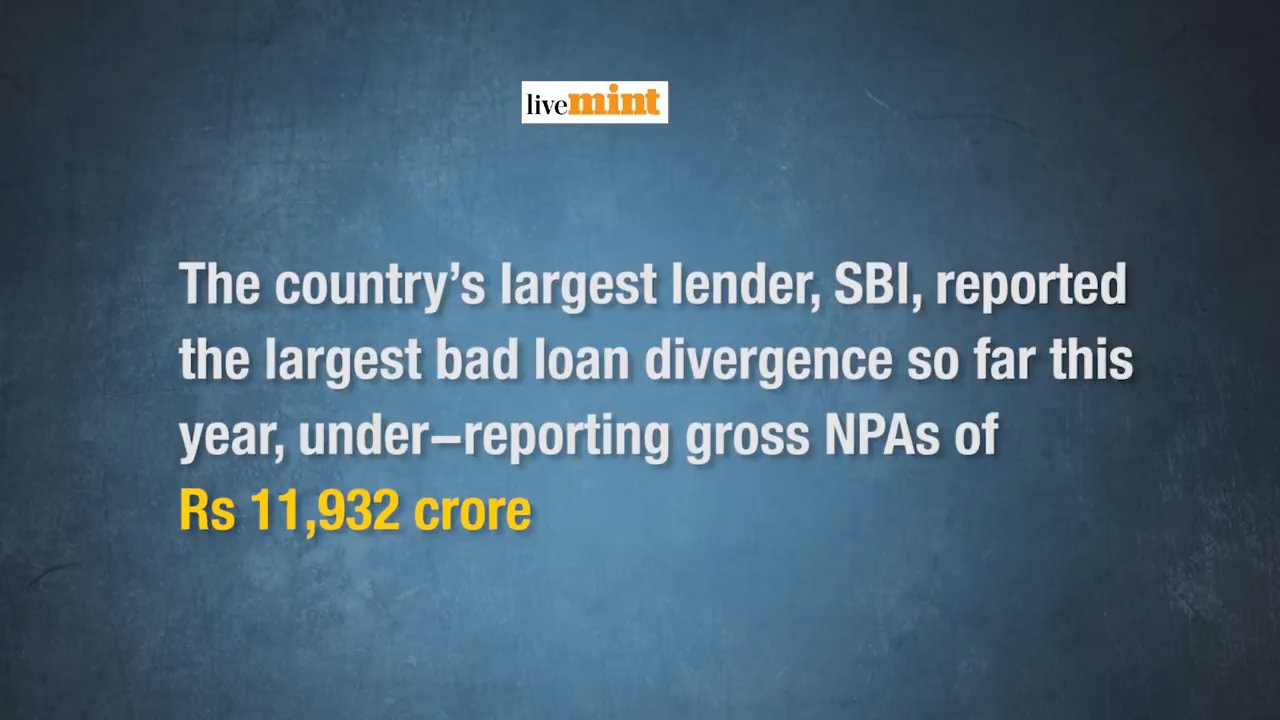 livemint
The country’s largest lender, SBI, reported
the largest bad loan divergence so far this
year, under–reporting gross NPAs of
Rs 11,932 crore